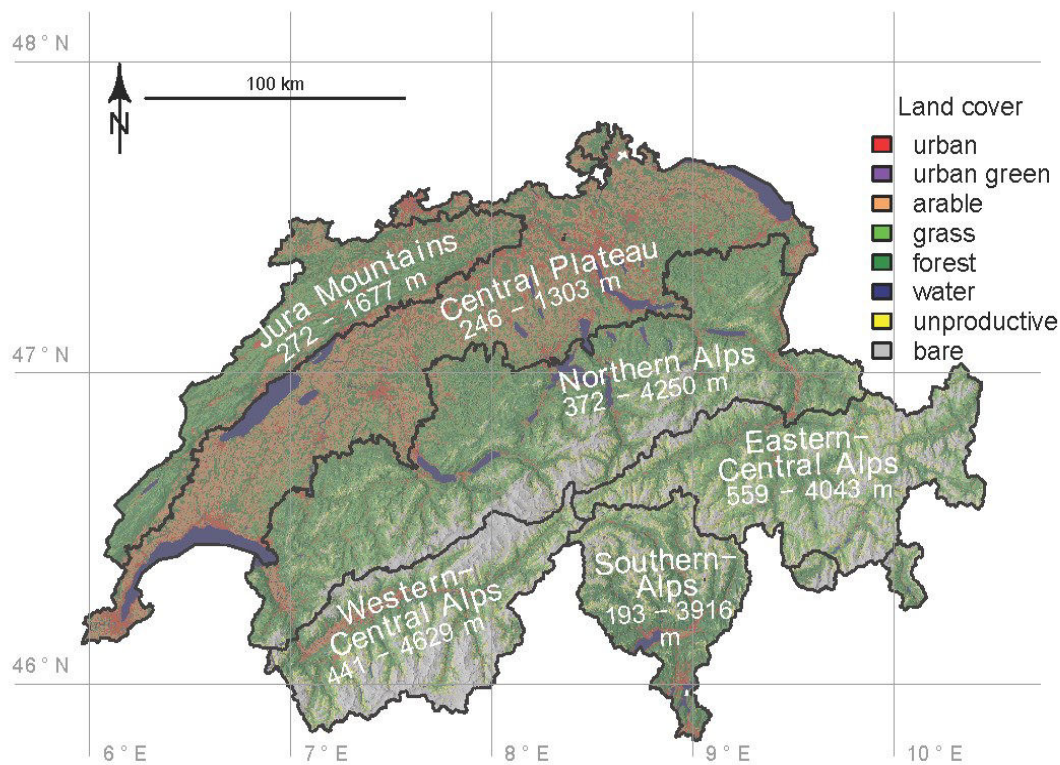 48° N
100 km
N
Land cover
urban
urban green
arable
grass
forest
water
unproductive
bare
Jura Mountains
272 - 1677 m
Central Plateau
246 - 1303 m
47° N
Northern Alps
372 - 4250 m
Eastern-
Central Alps
559 - 4043 m
Southern-
Alps
193 - 3916
m
Western-
Central Alps
441 - 4629 m
46° N
6° E
7° E
8° E
9° E
10° E